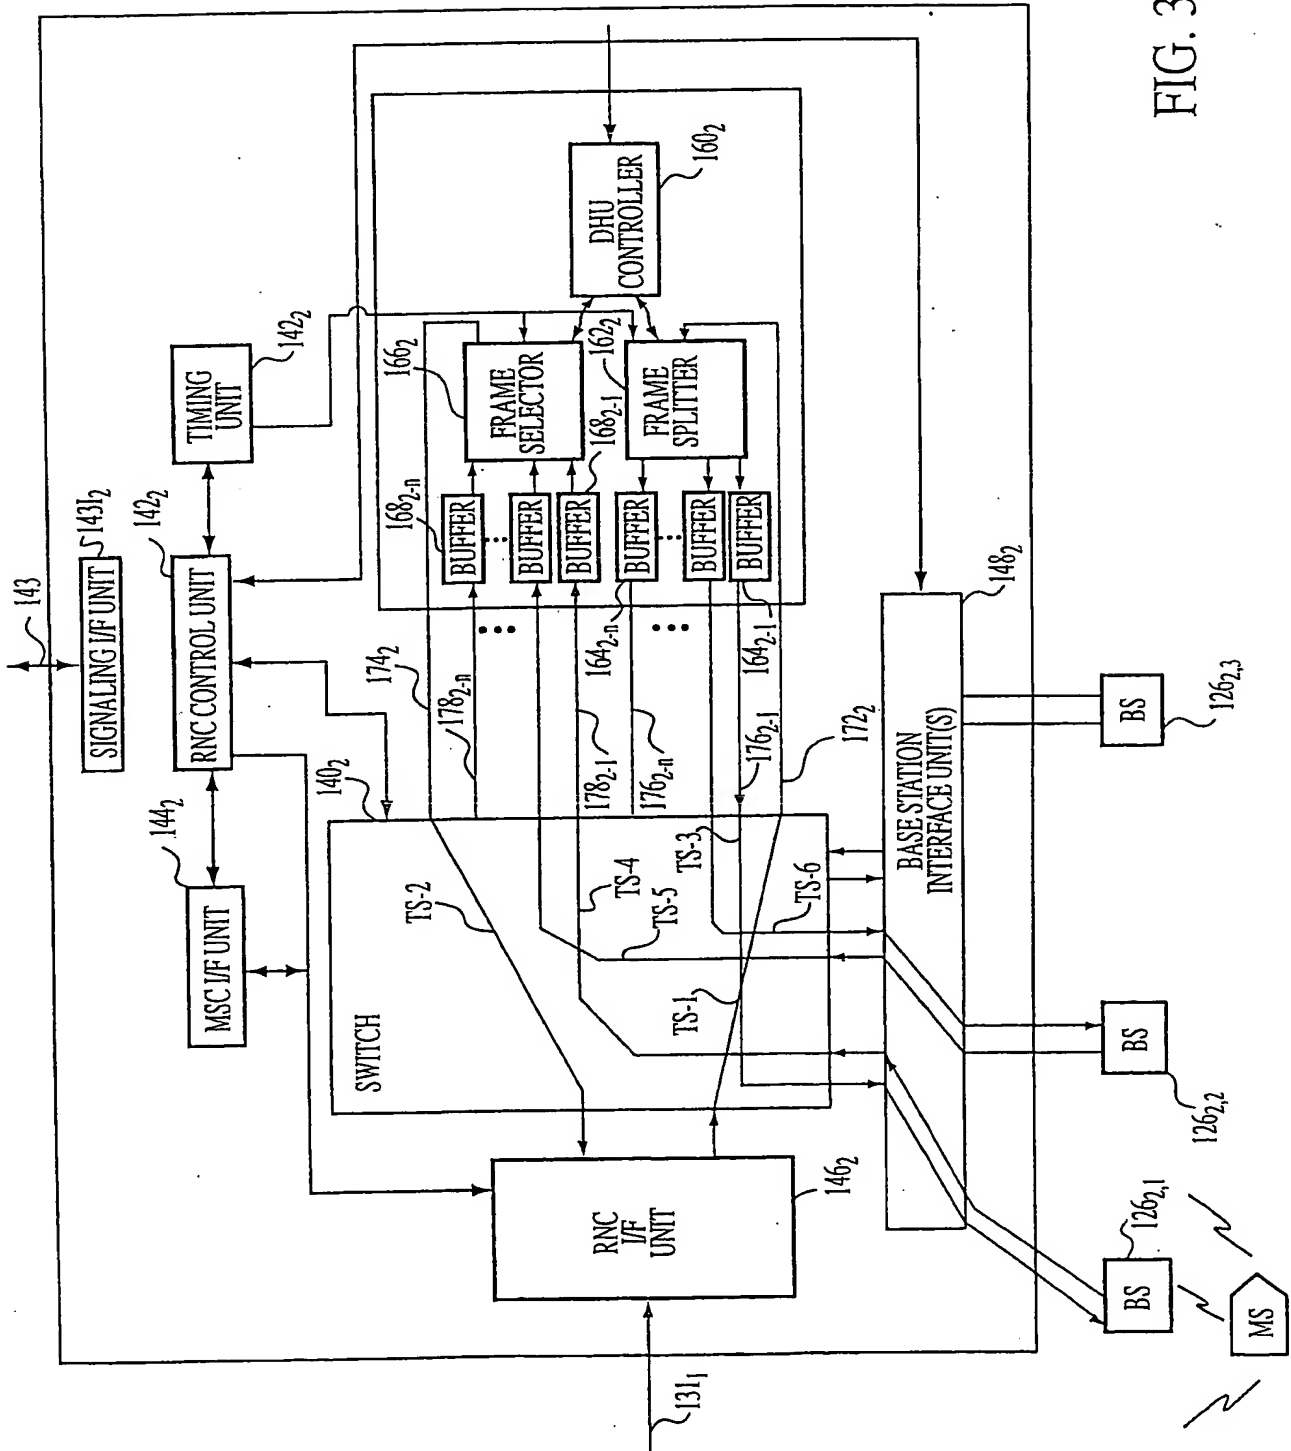 FIG. 3
143
SIGNALING I/F UNIT
143I₂
TIMING
UNIT
142₂
RNC CONTROL UNIT
142₂
MSC I/F UNIT
144₂
DHU
CONTROLLER
160₂
FRAME
SELECTOR
166₂
FRAME
SPLITTER
162₂
BUFFER
168₂₋ₙ
BUFFER
BUFFER
168₂₋₁
BUFFER
164₂₋ₙ
BUFFER
BUFFER
164₂₋₁
174₂
178₂₋ₙ
178₂₋₁
176₂₋ₙ
176₂₋₁
172₂
SWITCH
140₂
TS-2
TS-4
TS-5
TS-3
TS-6
TS-1
RNC
I/F
UNIT
146₂
131₁
BASE STATION
INTERFACE UNIT(S)
148₂
BS
126₂,₃
BS
126₂,₂
BS
126₂,₁
MS